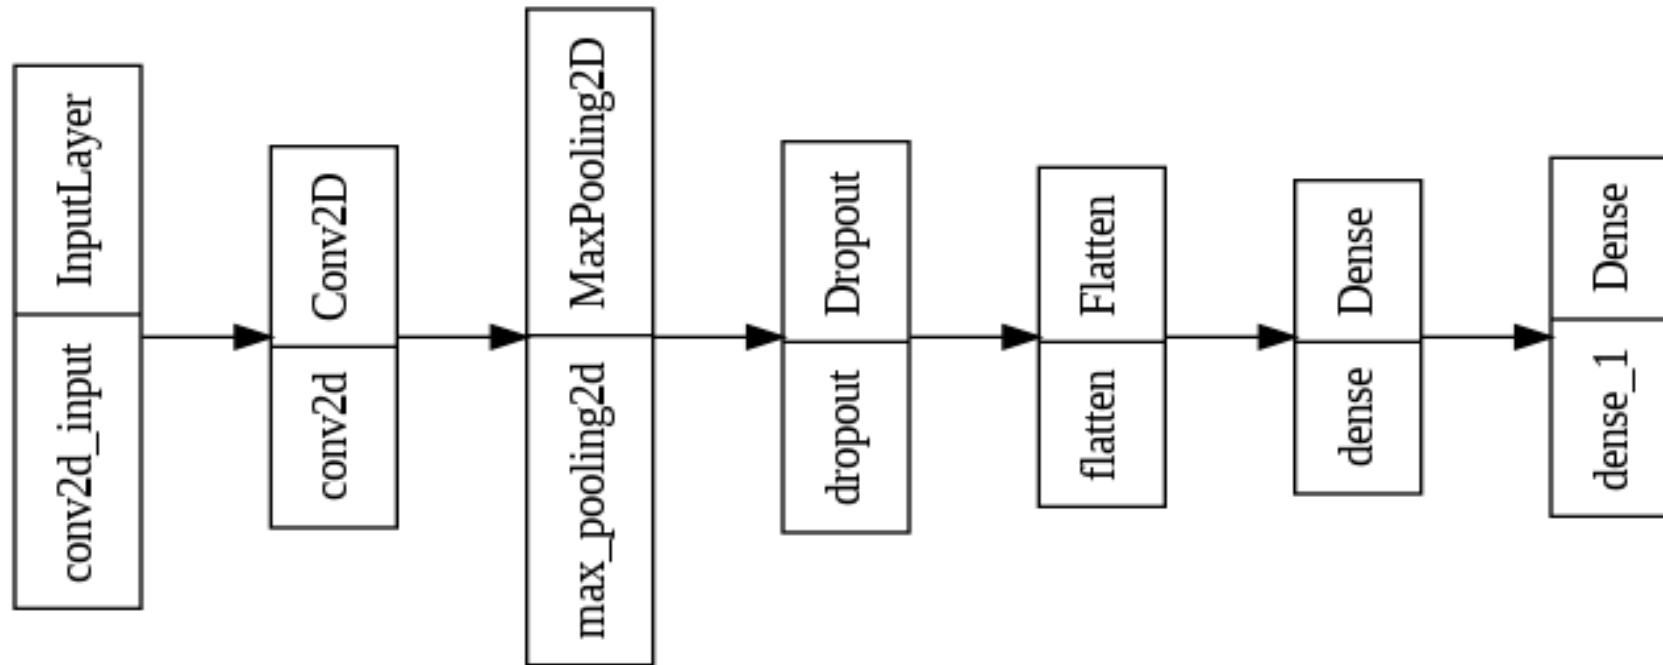 conv2d_input InputLayer
conv2d Conv2D
max_pooling2d MaxPooling2D
dropout Dropout
flatten Flatten
dense Dense
dense_1 Dense